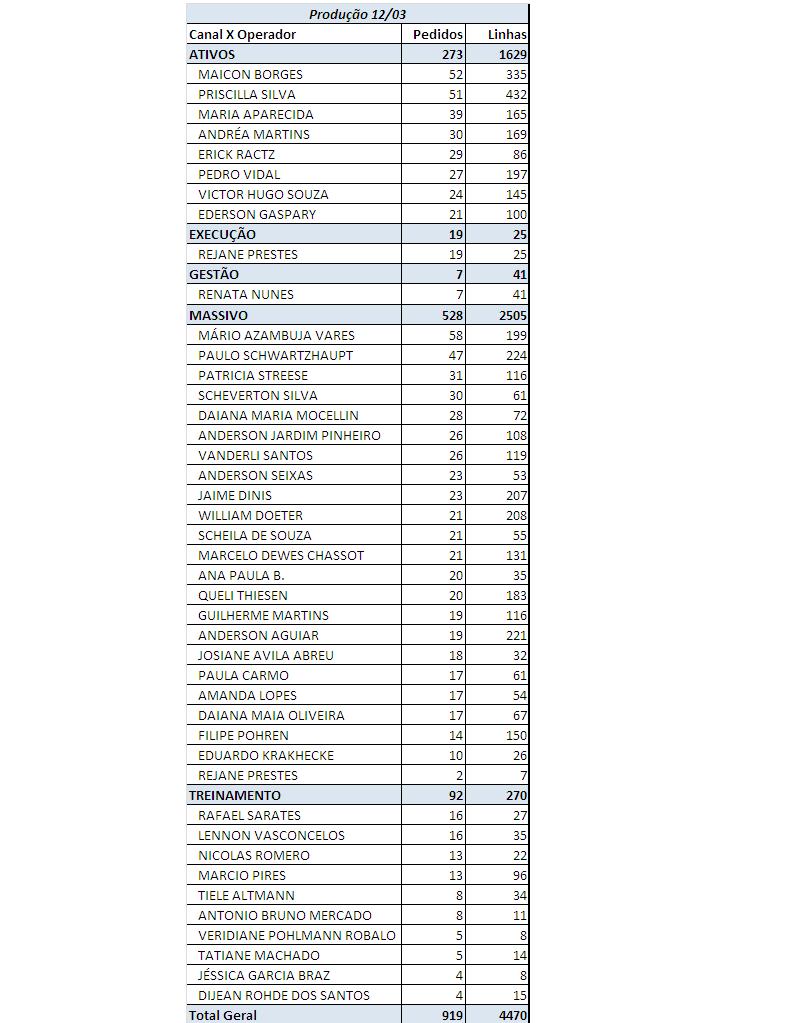 Produção 12/03
Canal X Operador Pedidos Linhas
ATIVOS 273 1629
MAICON BORGES 52 335
PRISCILLA SILVA 51 432
MARIA APARECIDA 39 165
ANDRÉA MARTINS 30 169
ERICK RACTZ 29 86
PEDRO VIDAL 27 197
VICTOR HUGO SOUZA 24 145
EDERSON GASPARY 21 100
EXECUÇÃO 19 25
REJANE PRESTES 19 25
GESTÃO 7 41
RENATA NUNES 7 41
MASSIVO 528 2505
MÁRIO AZAMBUJA VARES 58 199
PAULO SCHWARTZHAUPT 47 224
PATRICIA STREESE 31 116
SCHEVERTON SILVA 30 61
DAIANA MARIA MOCELLIN 28 72
ANDERSON JARDIM PINHEIRO 26 108
VANDERLI SANTOS 26 119
ANDERSON SEIXAS 23 53
JAIME DINIS 23 207
WILLIAM DOETER 21 208
SCHEILA DE SOUZA 21 55
MARCELO DEWES CHASSOT 21 131
ANA PAULA B. 20 35
QUELI THIESEN 20 183
GUILHERME MARTINS 19 116
ANDERSON AGUIAR 19 221
JOSIANE AVILA ABREU 18 32
PAULA CARMO 17 61
AMANDA LOPES 17 54
DAIANA MAIA OLIVEIRA 17 67
FILIPE POHREN 14 150
EDUARDO KRAKHECKE 10 26
REJANE PRESTES 2 7
TREINAMENTO 92 270
RAFAEL SARATES 16 27
LENNON VASCONCELOS 16 35
NICOLAS ROMERO 13 22
MARCIO PIRES 13 96
TIELE ALTMANN 8 34
ANTONIO BRUNO MERCADO 8 11
VERIDIANE POHLMANN ROBALO 5 8
TATIANE MACHADO 5 14
JÉSSICA GARCIA BRAZ 4 8
DIJEAN ROHDE DOS SANTOS 4 15
Total Geral 919 4470